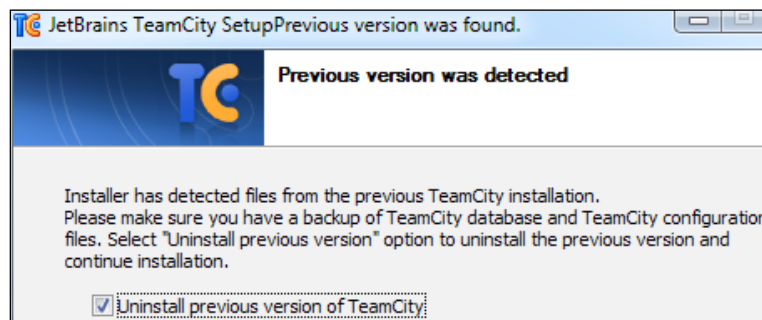 TC JetBrains TeamCity SetupPrevious version was found.
TC
Previous version was detected
Installer has detected files from the previous TeamCity installation.
Please make sure you have a backup of TeamCity database and TeamCity configuration
files. Select "Uninstall previous version" option to uninstall the previous version and
continue installation.
Uninstall previous version of TeamCity